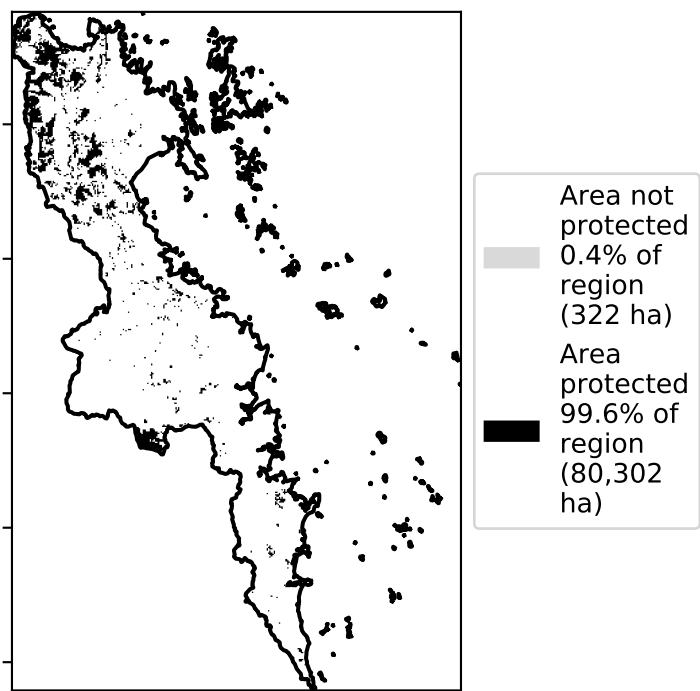 Area not
protected
0.4% of
region
(322 ha)
Area
protected
99.6% of
region
(80,302
ha)